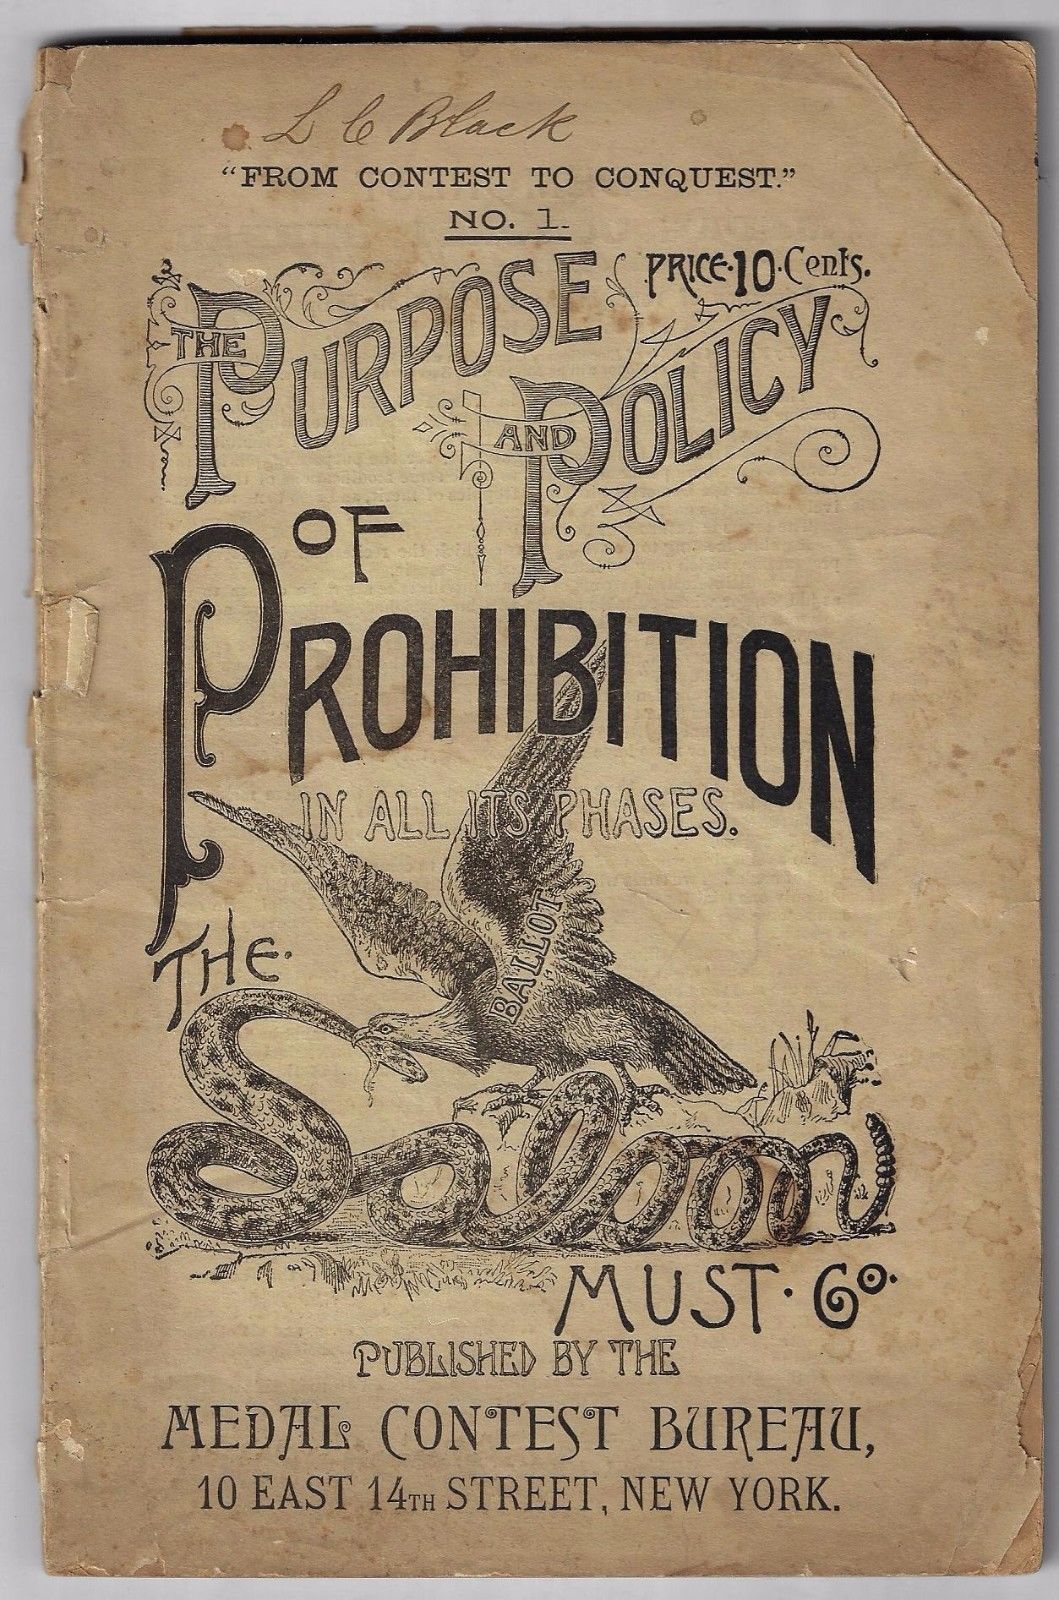 L C Black
"FROM CONTEST TO CONQUEST."
NO. 1.
PRICE·10·Cents.
THE PURPOSE
AND POLICY
OF
PROHIBITION
IN ALL ITS PHASES.
BALLOT
THE·
Saloon
MUST·GO·
PUBLISHED BY THE
MEDAL CONTEST BUREAU,
10 EAST 14TH STREET, NEW YORK.